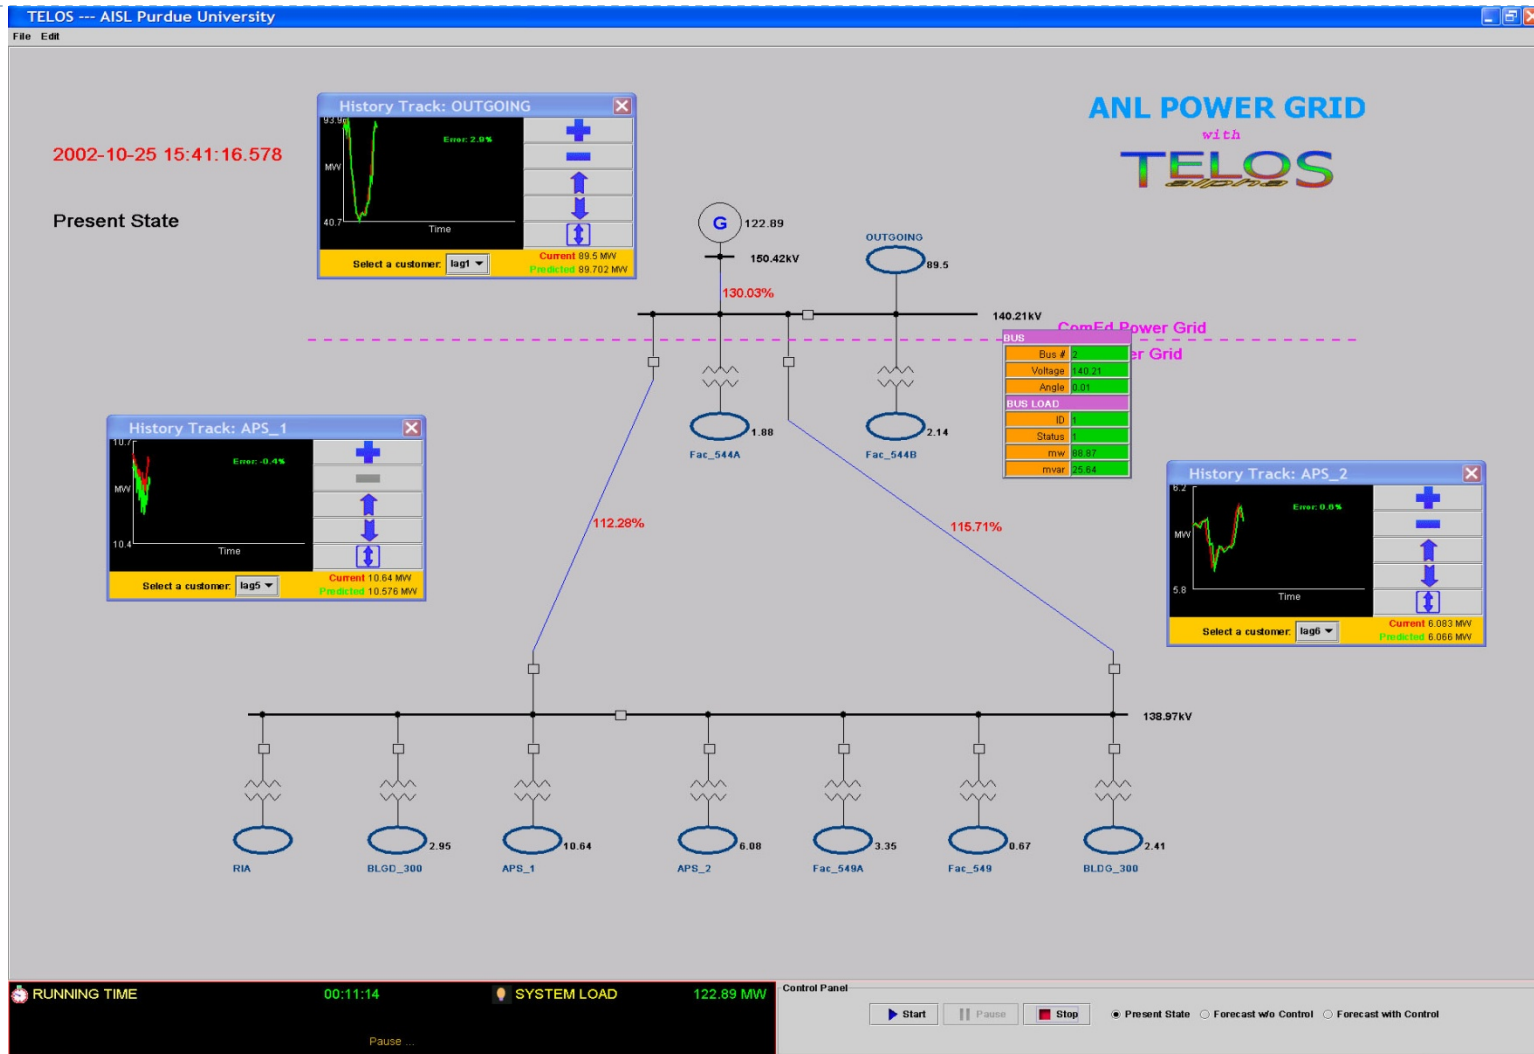 TELOS --- AISL Purdue University
File Edit
2002-10-25 15:41:16.578
Present State
History Track: OUTGOING
93.9
MW
40.7
Error: 2.0%
Time
Select a customer: lag1
Current 89.5 MW
Predicted 89.702 MW
ANL POWER GRID
with
TELOS
alpha
G
122.89
150.42kV
130.03%
OUTGOING
89.5
140.21kV
ComEd Power Grid
er Grid
BUS
Bus # 2
Voltage 140.21
Angle 0.01
BUS LOAD
ID 1
Status 1
mw 88.87
mvar 25.64
1.88
Fac_544A
2.14
Fac_544B
History Track: APS_1
10.7
MW
10.4
Error: -0.4%
Time
Select a customer: lag5
Current 10.64 MW
Predicted 10.576 MW
112.28%
115.71%
History Track: APS_2
6.2
MW
5.8
Error: 0.0%
Time
Select a customer: lag6
Current 6.083 MW
Predicted 6.066 MW
138.97kV
RIA
2.95
BLGD_300
10.64
APS_1
6.08
APS_2
3.35
Fac_549A
0.67
Fac_549
2.41
BLDG_300
RUNNING TIME 00:11:14 SYSTEM LOAD 122.89 MW
Pause ...
Control Panel
Start Pause Stop Present State Forecast w/o Control Forecast with Control